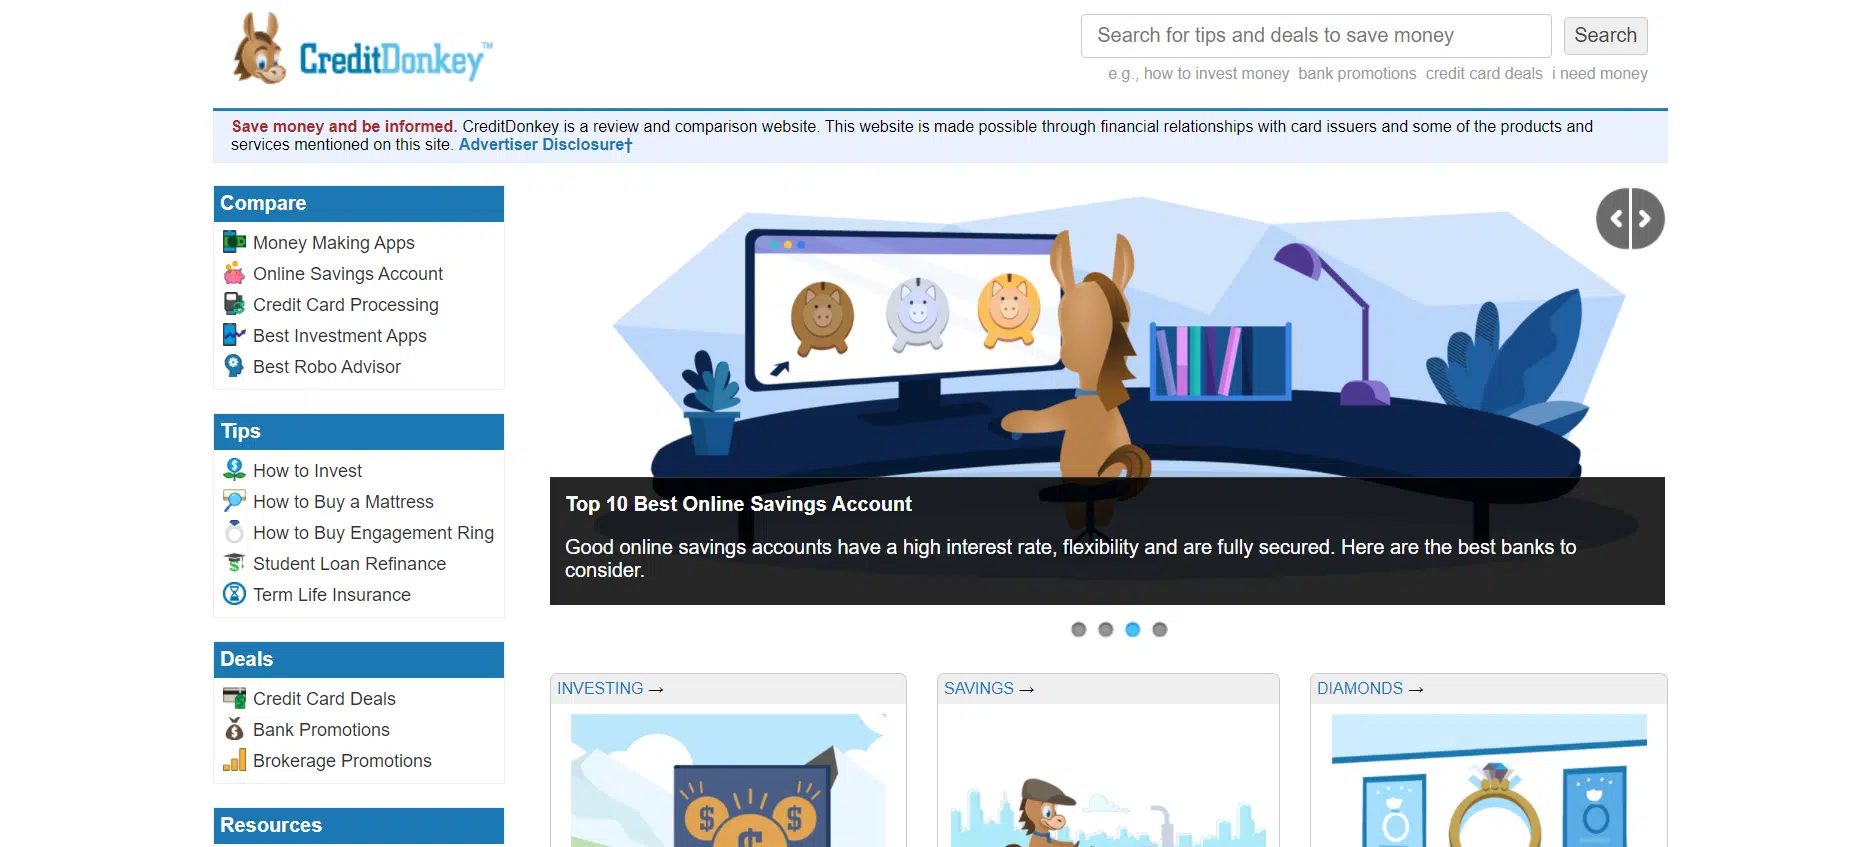 CreditDonkey™
Search for tips and deals to save money
Search
e.g., how to invest money bank promotions credit card deals i need money
Save money and be informed. CreditDonkey is a review and comparison website. This website is made possible through financial relationships with card issuers and some of the products and
services mentioned on this site. Advertiser Disclosure†
Compare
Money Making Apps
Online Savings Account
Credit Card Processing
Best Investment Apps
Best Robo Advisor
Tips
How to Invest
How to Buy a Mattress
How to Buy Engagement Ring
Student Loan Refinance
Term Life Insurance
Deals
Credit Card Deals
Bank Promotions
Brokerage Promotions
Resources
Top 10 Best Online Savings Account
Good online savings accounts have a high interest rate, flexibility and are fully secured. Here are the best banks to
consider.
INVESTING →
SAVINGS →
DIAMONDS →